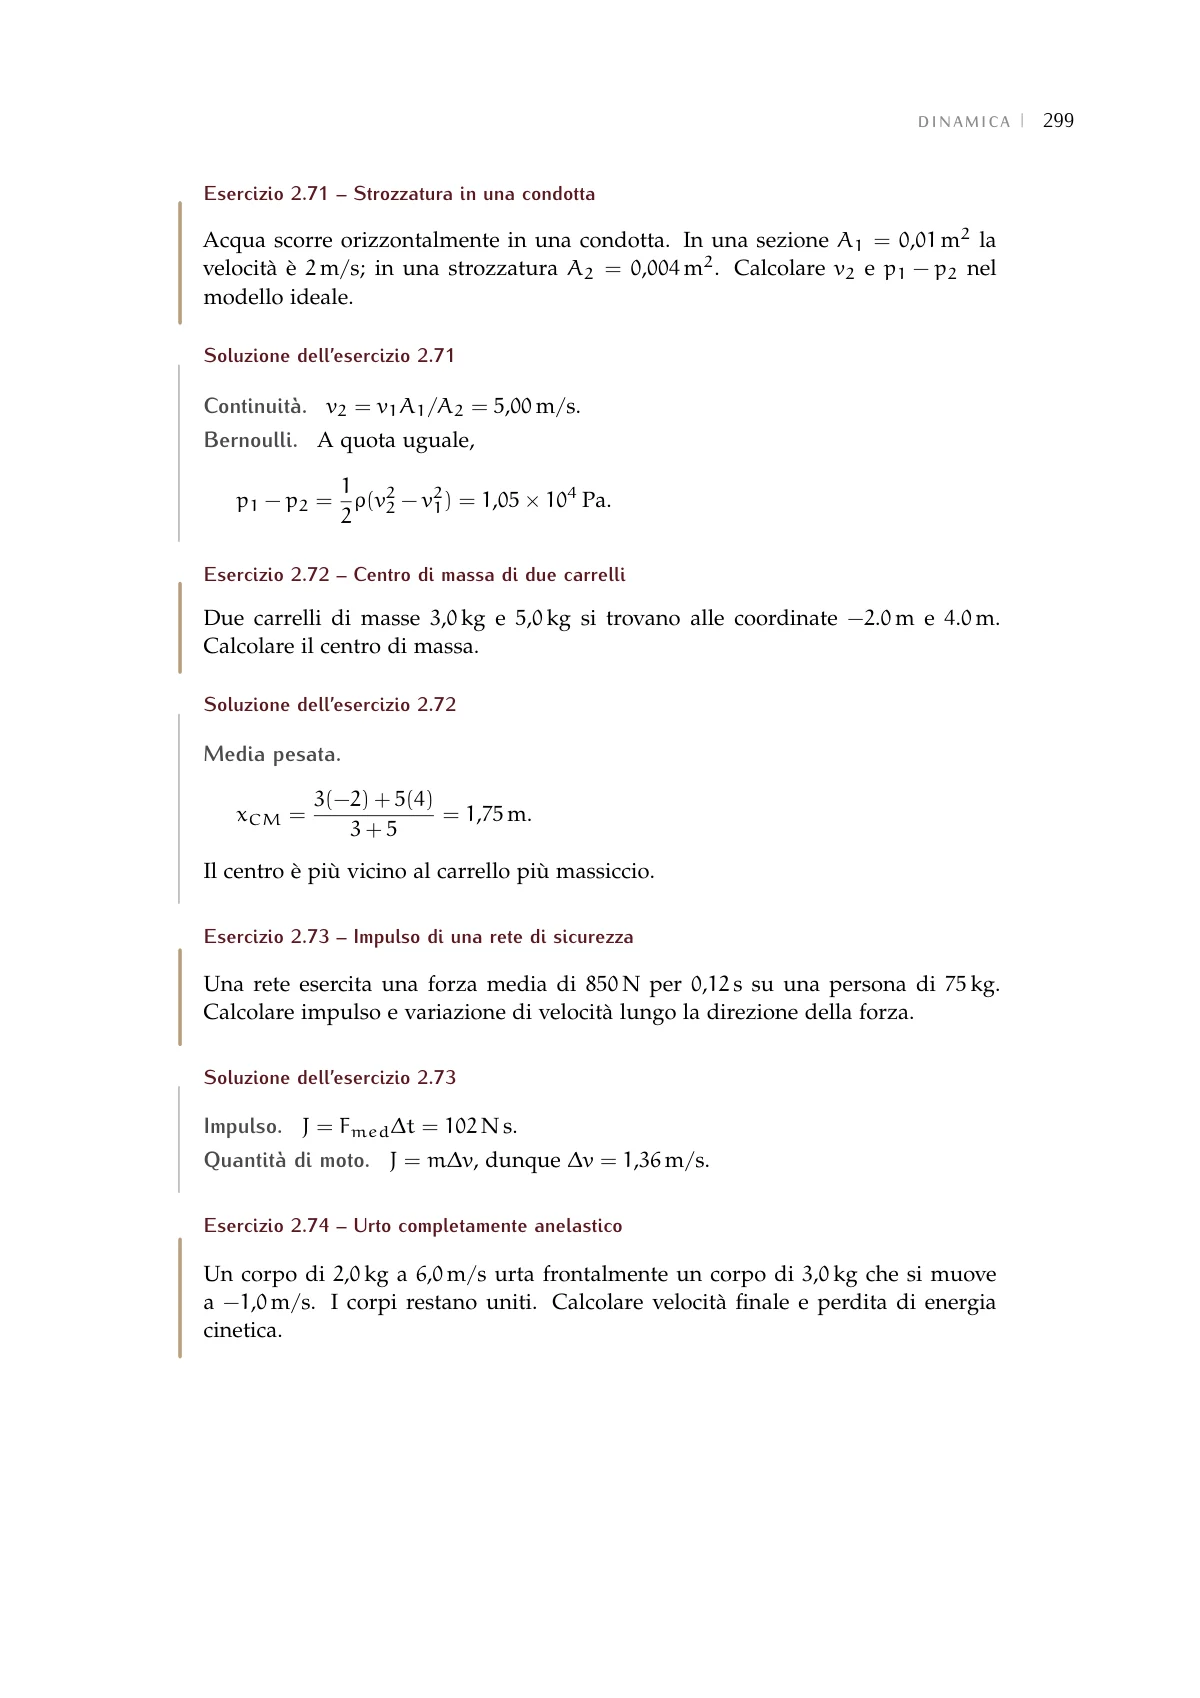 DINAMICA | 299
Esercizio 2.71 – Strozzatura in una condotta
Acqua scorre orizzontalmente in una condotta. In una sezione A₁ = 0,01 m² la
velocità è 2 m/s; in una strozzatura A₂ = 0,004 m². Calcolare v₂ e p₁ − p₂ nel
modello ideale.
Soluzione dell'esercizio 2.71
Continuità. v₂ = v₁A₁/A₂ = 5,00 m/s.
Bernoulli. A quota uguale,
p₁ − p₂ = 1/2 ρ(v₂² − v₁²) = 1,05 × 10⁴ Pa.
Esercizio 2.72 – Centro di massa di due carrelli
Due carrelli di masse 3,0 kg e 5,0 kg si trovano alle coordinate −2.0 m e 4.0 m.
Calcolare il centro di massa.
Soluzione dell'esercizio 2.72
Media pesata.
x_CM = (3(−2) + 5(4))/(3 + 5) = 1,75 m.
Il centro è più vicino al carrello più massiccio.
Esercizio 2.73 – Impulso di una rete di sicurezza
Una rete esercita una forza media di 850 N per 0,12 s su una persona di 75 kg.
Calcolare impulso e variazione di velocità lungo la direzione della forza.
Soluzione dell'esercizio 2.73
Impulso. J = F_medΔt = 102 N s.
Quantità di moto. J = mΔv, dunque Δv = 1,36 m/s.
Esercizio 2.74 – Urto completamente anelastico
Un corpo di 2,0 kg a 6,0 m/s urta frontalmente un corpo di 3,0 kg che si muove
a −1,0 m/s. I corpi restano uniti. Calcolare velocità finale e perdita di energia
cinetica.